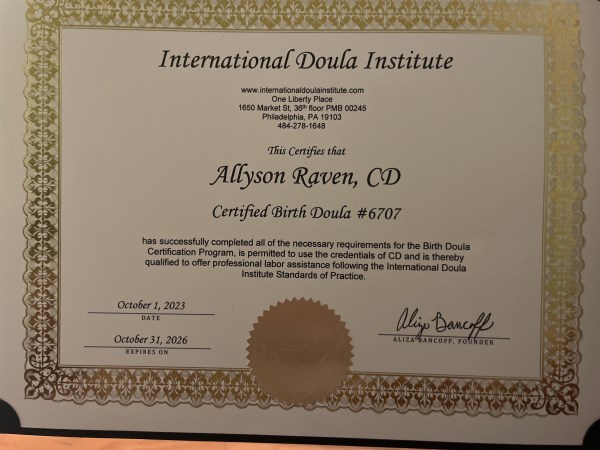 International Doula Institute
www.internationaldoulainstitute.com
One Liberty Place
1650 Market St, 36th floor PMB 00245
Philadelphia, PA 19103
484-278-1648
This Certifies that
Allyson Raven, CD
Certified Birth Doula #6707
has successfully completed all of the necessary requirements for the Birth Doula
Certification Program, is permitted to use the credentials of CD and is thereby
qualified to offer professional labor assistance following the International Doula
Institute Standards of Practice.
October 1, 2023
DATE
October 31, 2026
EXPIRES ON
Aliza Bancoff
ALIZA BANCOFF, FOUNDER